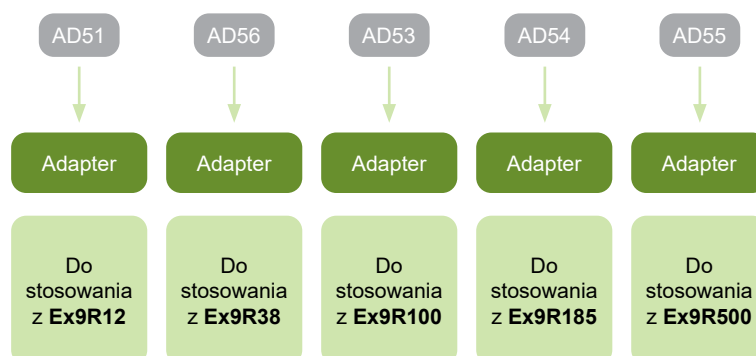 AD51
AD56
AD53
AD54
AD55
Adapter
Adapter
Adapter
Adapter
Adapter
Do
stosowania
z Ex9R12
Do
stosowania
z Ex9R38
Do
stosowania
z Ex9R100
Do
stosowania
z Ex9R185
Do
stosowania
z Ex9R500